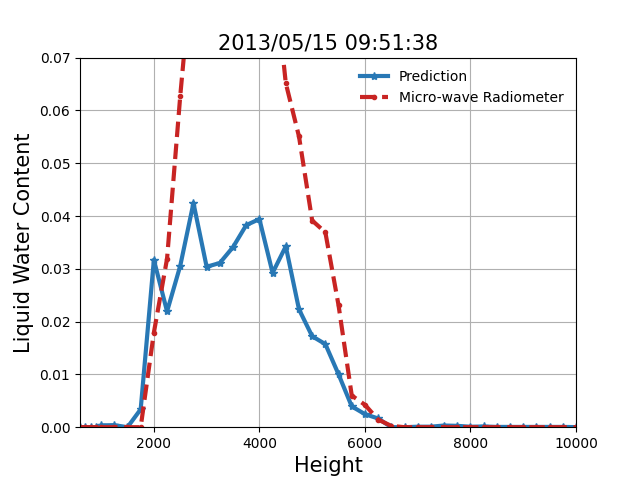 2013/05/15 09:51:38
Prediction
Micro-wave Radiometer
Liquid Water Content
0.07
0.06
0.05
0.04
0.03
0.02
0.01
0.00
2000 4000 6000 8000 10000
Height